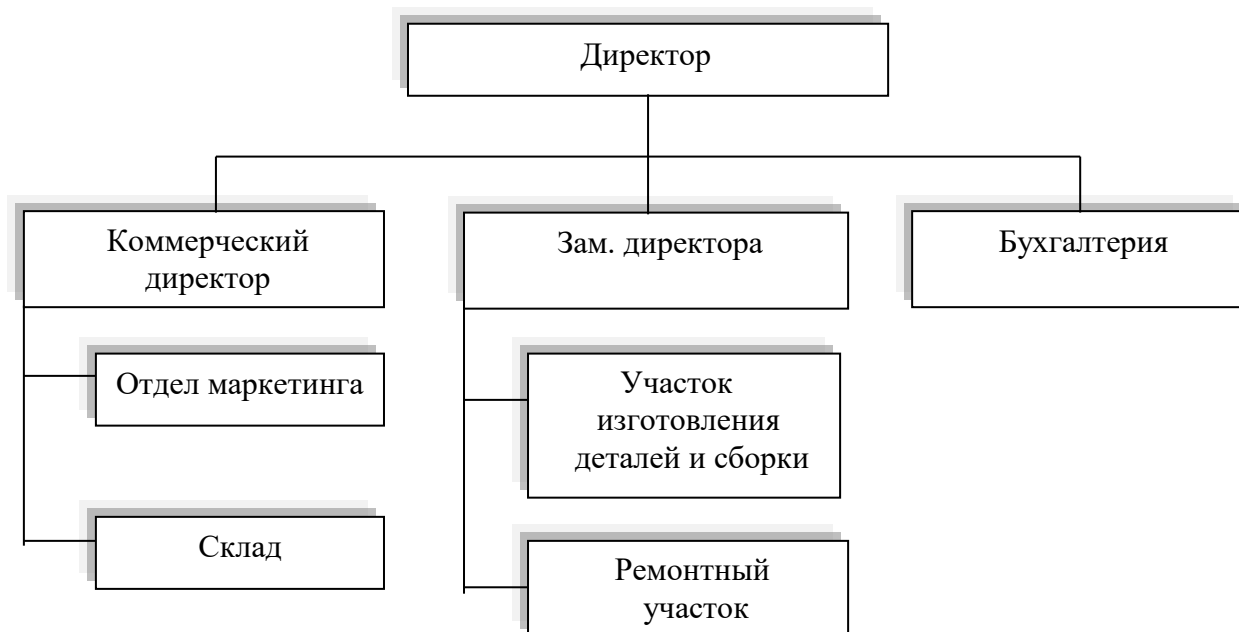 Директор
Коммерческий
директор
Зам. директора
Бухгалтерия
Отдел маркетинга
Участок
изготовления
деталей и сборки
Склад
Ремонтный
участок